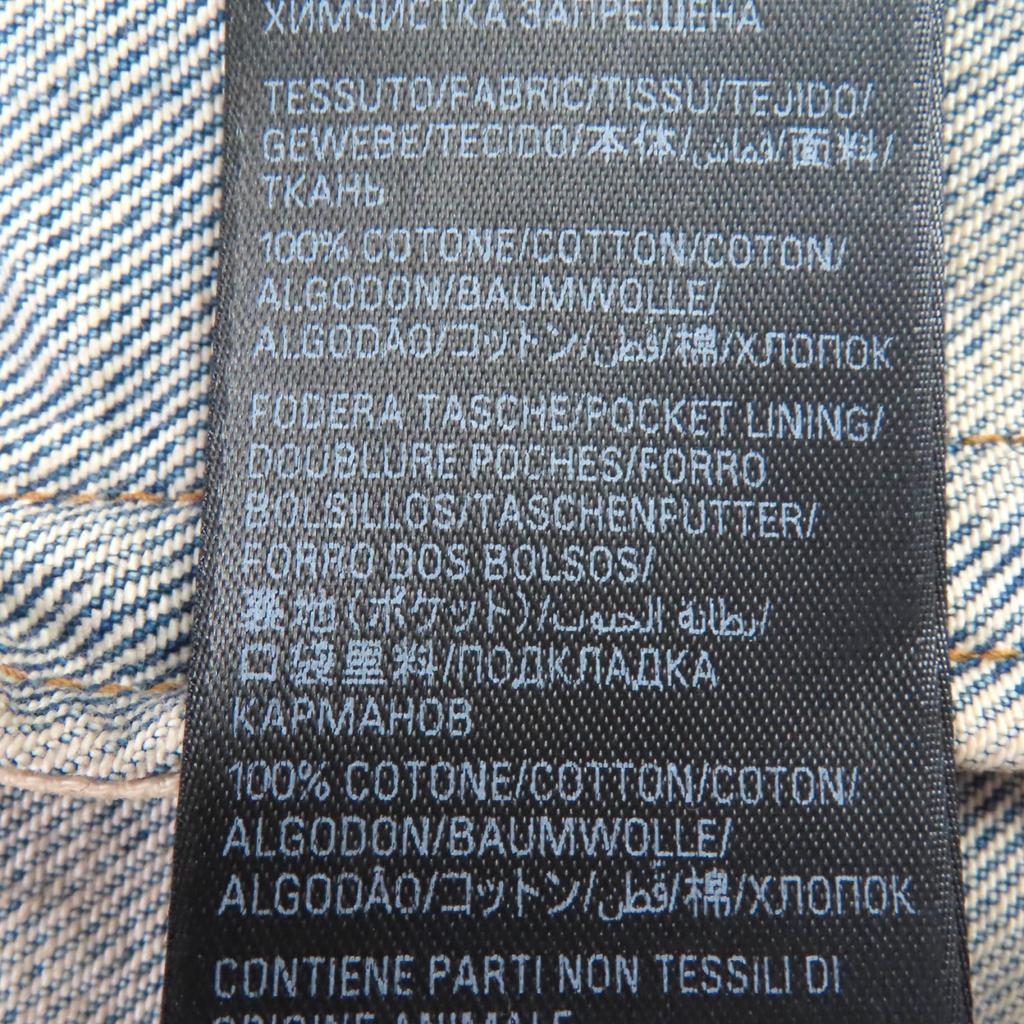 ХИМЧИСТКА ЗАПРЕЩЕНА
TESSUTO/FABRIC/TISSU/TEJIDO/
GEWEBE/TECIDO/本体/قماش/面料/
ТКАНЬ
100% COTONE/COTTON/COTON/
ALGODON/BAUMWOLLE/
ALGODÃO/コットン/قطن/棉/ХЛОПОК
FODERA TASCHE/POCKET LINING/
DOUBLURE POCHES/FORRO
BOLSILLOS/TASCHENFUTTER/
FORRO DOS BOLSOS/
裏地(ポケット)/بطانة الجيوب/
口袋里料/ПОДКЛАДКА
КАРМАНОВ
100% COTONE/COTTON/COTON/
ALGODON/BAUMWOLLE/
ALGODÃO/コットン/قطن/棉/ХЛОПОК
CONTIENE PARTI NON TESSILI DI
ORIGINE ANIMALE